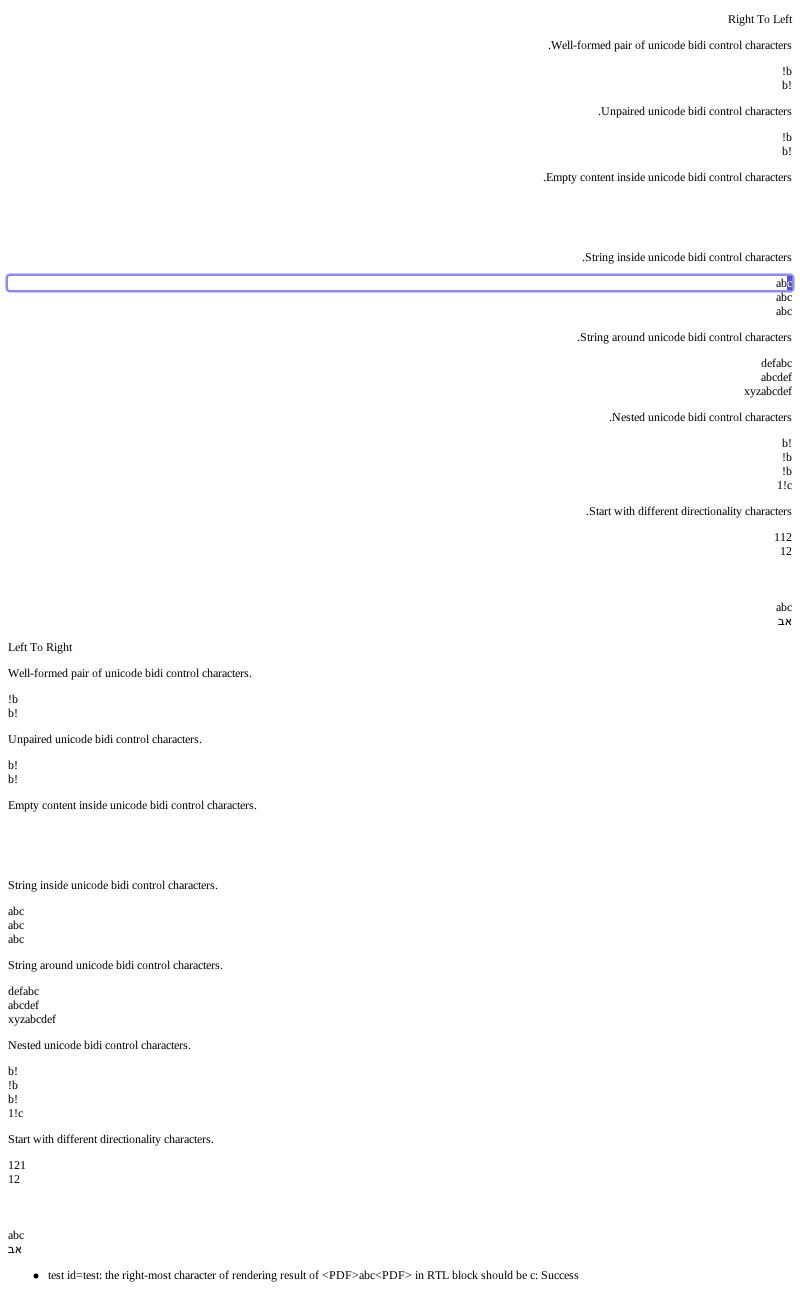 Right To Left
.Well-formed pair of unicode bidi control characters
!b
b!
.Unpaired unicode bidi control characters
!b
b!
.Empty content inside unicode bidi control characters
.String inside unicode bidi control characters
abc
abc
abc
.String around unicode bidi control characters
defabc
abcdef
xyzabcdef
.Nested unicode bidi control characters
b!
!b
!b
1!c
.Start with different directionality characters
112
12
abc
אב
Left To Right
Well-formed pair of unicode bidi control characters.
!b
b!
Unpaired unicode bidi control characters.
b!
b!
Empty content inside unicode bidi control characters.
String inside unicode bidi control characters.
abc
abc
abc
String around unicode bidi control characters.
defabc
abcdef
xyzabcdef
Nested unicode bidi control characters.
b!
!b
b!
1!c
Start with different directionality characters.
121
12
abc
אב
● test id=test: the right-most character of rendering result of <PDF>abc<PDF> in RTL block should be c: Success